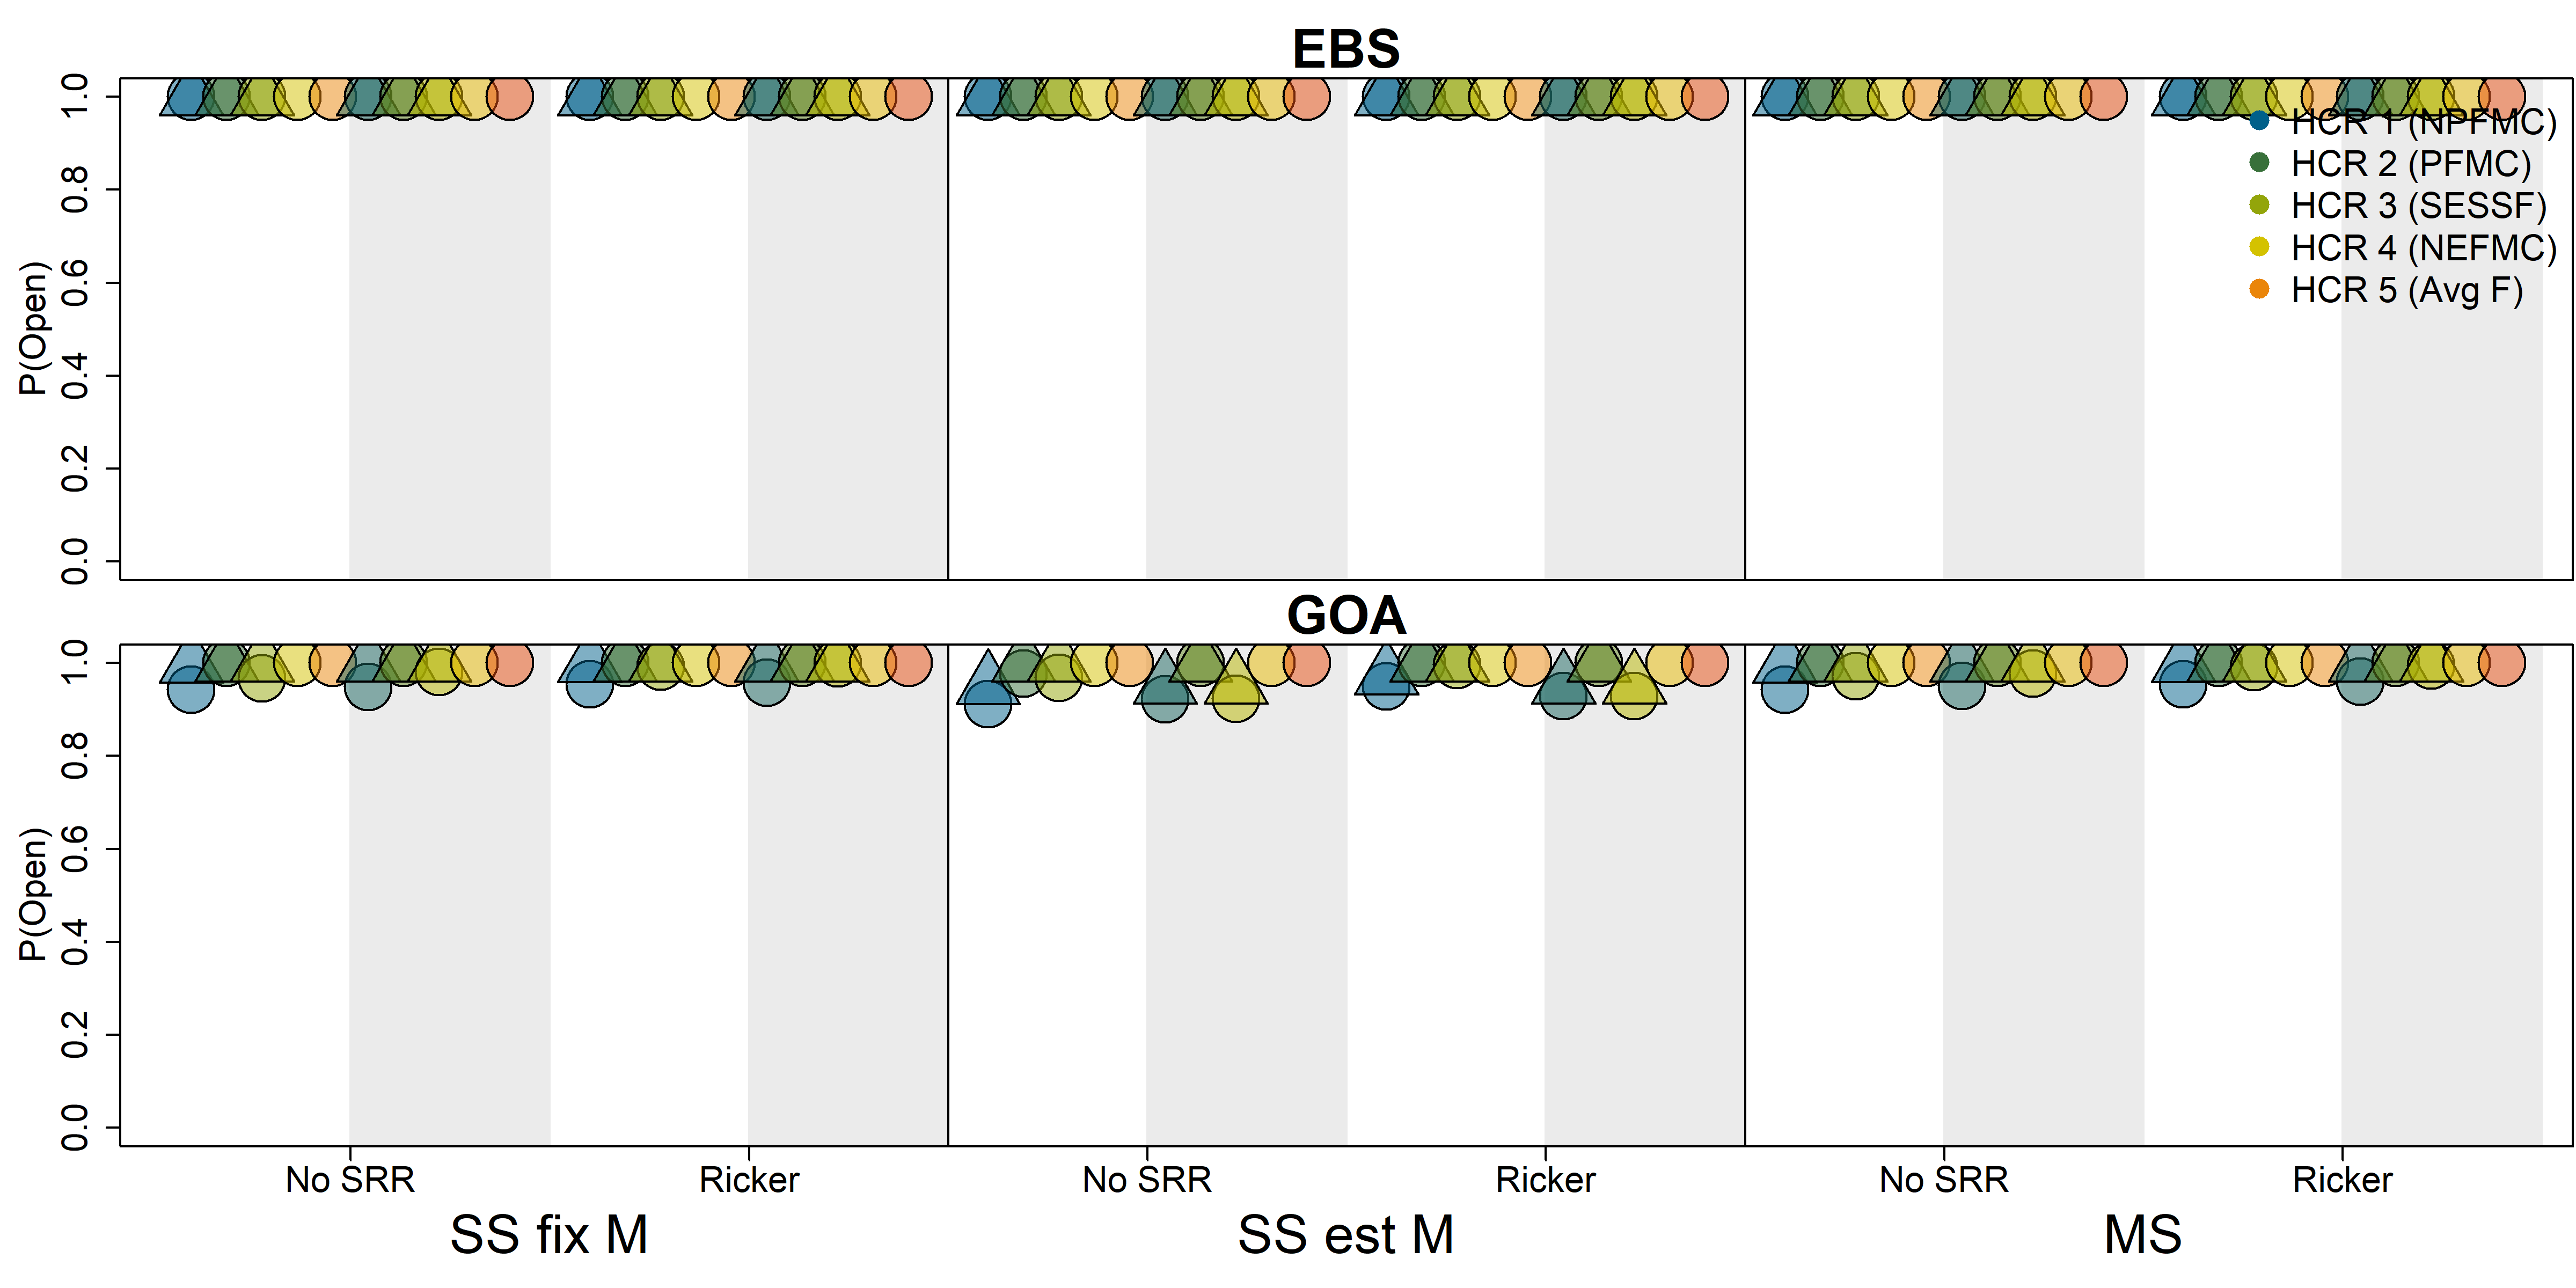 EBS
P(Open)
1.0
0.8
0.6
0.4
0.2
0.0
HCR 1 (NPFMC)
HCR 2 (PFMC)
HCR 3 (SESSF)
HCR 4 (NEFMC)
HCR 5 (Avg F)
GOA
P(Open)
1.0
0.8
0.6
0.4
0.2
0.0
No SRR Ricker No SRR Ricker No SRR Ricker
SS fix M SS est M MS